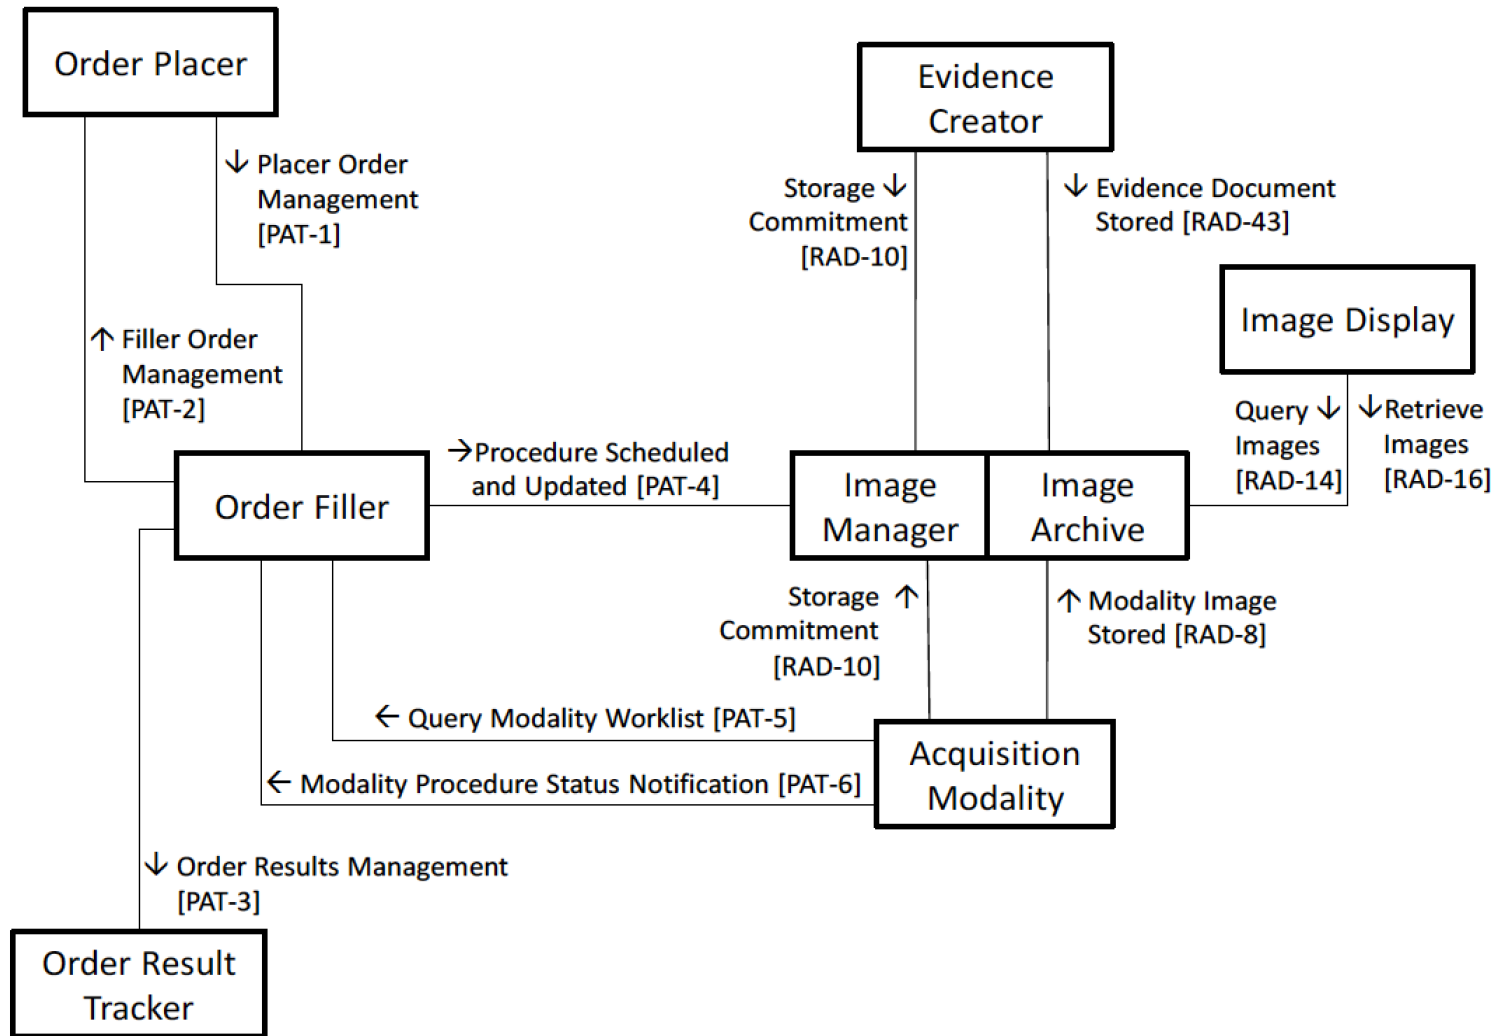 Order Placer
Evidence
Creator
↓ Placer Order
Management
[PAT-1]
Storage ↓
Commitment
[RAD-10]
↓ Evidence Document
Stored [RAD-43]
Image Display
↑ Filler Order
Management
[PAT-2]
Query ↓
Images
[RAD-14]
↓Retrieve
Images
[RAD-16]
→Procedure Scheduled
and Updated [PAT-4]
Order Filler
Image
Manager
Image
Archive
Storage ↑
Commitment
[RAD-10]
↑ Modality Image
Stored [RAD-8]
← Query Modality Worklist [PAT-5]
← Modality Procedure Status Notification [PAT-6]
Acquisition
Modality
↓ Order Results Management
[PAT-3]
Order Result
Tracker